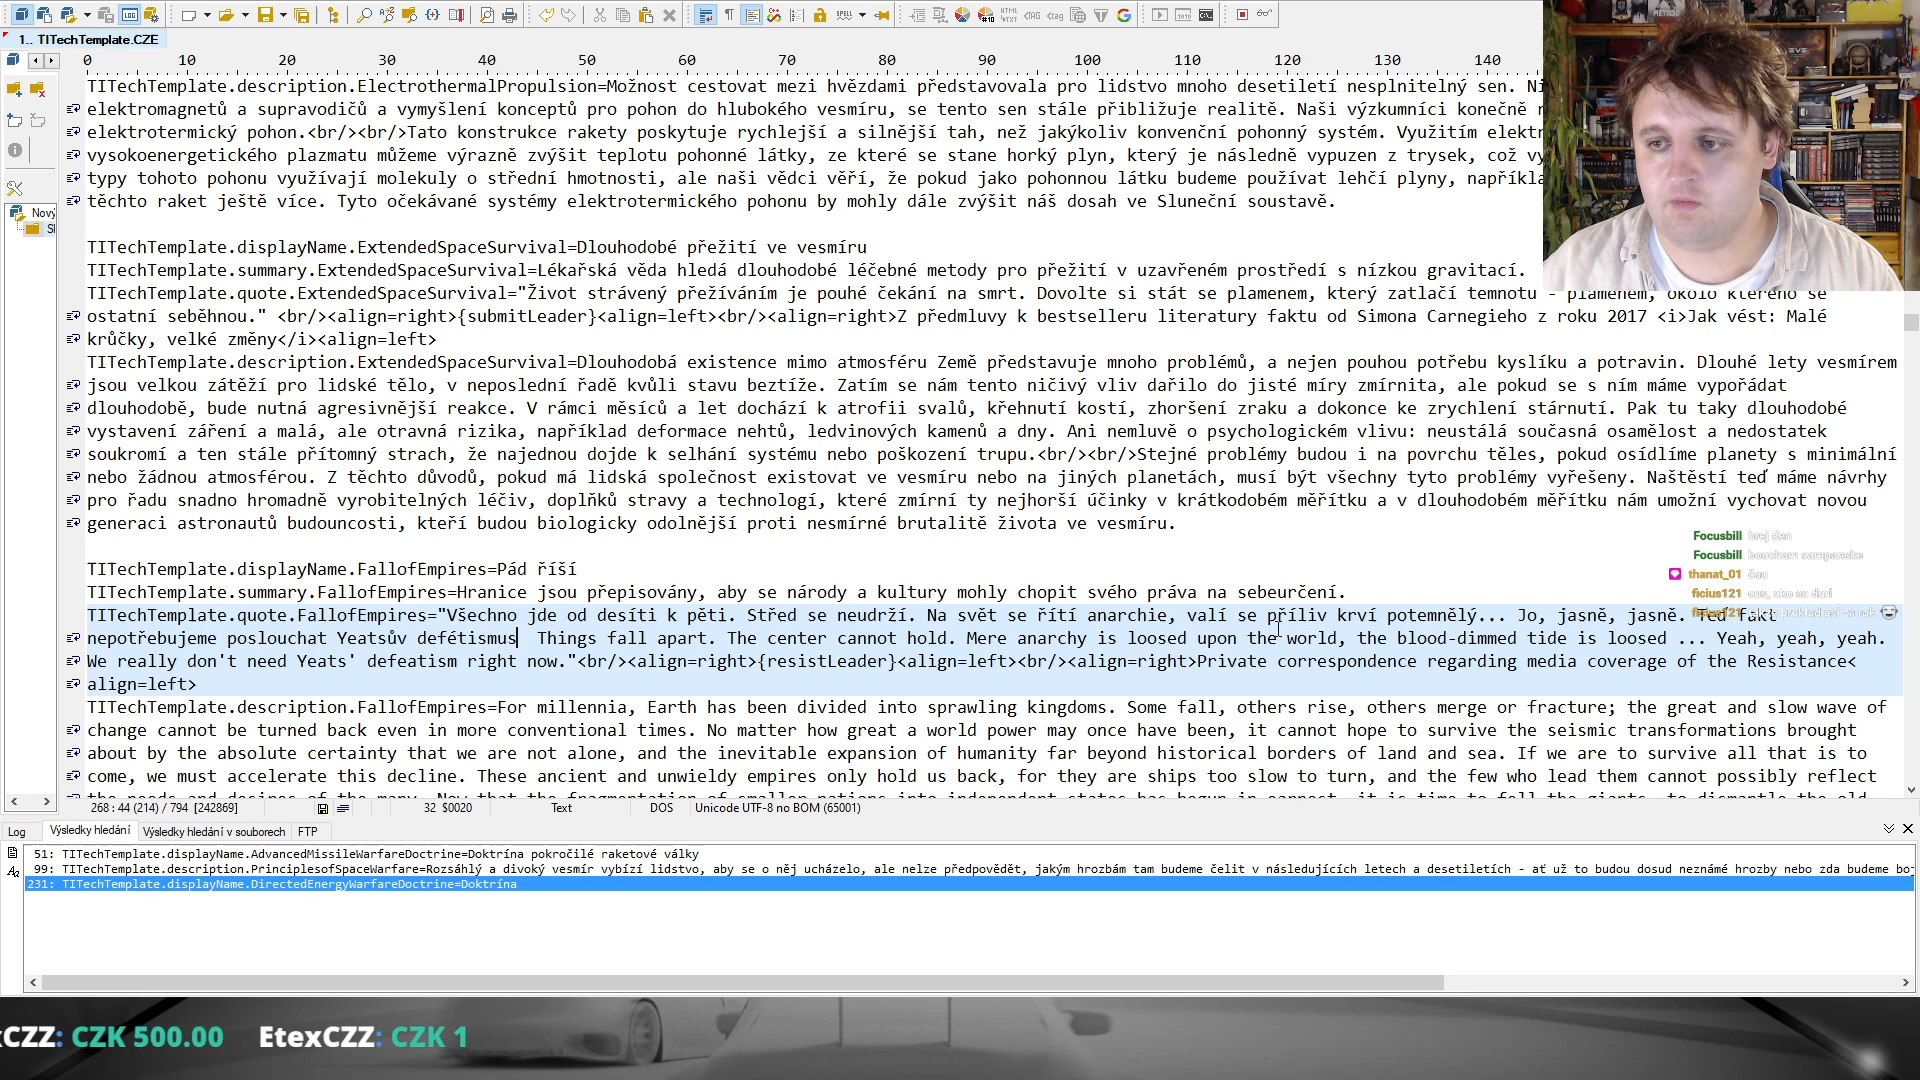 1.. TITechTemplate.CZE
0 10 20 30 40 50 60 70 80 90 100 110 120 130 140
TITechTemplate.description.ElectrothermalPropulsion=Možnost cestovat mezi hvězdami představovala pro lidstvo mnoho desetiletí nesplnitelný sen.
elektromagnetů a supravodičů a vymyšlení konceptů pro pohon do hlubokého vesmíru, se tento sen stále přibližuje realitě. Naši výzkumníci konečně
elektrotermický pohon.<br/><br/>Tato konstrukce rakety poskytuje rychlejší a silnější tah, než jakýkoliv konvenční pohonný systém. Využitím
vysokoenergetického plazmatu můžeme výrazně zvýšit teplotu pohonné látky, ze které se stane horký plyn, který je následně vypuzen z trysek, což
typy tohoto pohonu využívají molekuly o střední hmotnosti, ale naši vědci věří, že pokud jako pohonnou látku budeme používat lehčí plyny,
těchto raket ještě více. Tyto očekávané systémy elektrotermického pohonu by mohly dále zvýšit náš dosah ve Sluneční soustavě.
TITechTemplate.displayName.ExtendedSpaceSurvival=Dlouhodobé přežití ve vesmíru
TITechTemplate.summary.ExtendedSpaceSurvival=Lékařská věda hledá dlouhodobé léčebné metody pro přežití v uzavřeném prostředí s nízkou gravitací.
TITechTemplate.quote.ExtendedSpaceSurvival="Život strávený přežíváním je pouhé čekání na smrt. Dovolte si stát se plamenem, který zatlačí temnotu - plamenem, okolo kterého se
ostatní seběhnou." <br/><align=right>{submitLeader}<align=left><br/><align=right>Z předmluvy k bestselleru literatury faktu od Simona Carnegieho z roku 2017 <i>Jak vést: Malé
krůčky, velké změny</i><align=left>
TITechTemplate.description.ExtendedSpaceSurvival=Dlouhodobá existence mimo atmosféru Země představuje mnoho problémů, a nejen pouhou potřebu kyslíku a potravin. Dlouhé lety vesmírem
jsou velkou zátěží pro lidské tělo, v neposlední řadě kvůli stavu beztíže. Zatím se nám tento ničivý vliv dařilo do jisté míry zmírnita, ale pokud se s ním máme vypořádat
dlouhodobě, bude nutná agresivnější reakce. V rámci měsíců a let dochází k atrofii svalů, křehnutí kostí, zhoršení zraku a dokonce ke zrychlení stárnutí. Pak tu taky dlouhodobé
vystavení záření a malá, ale otravná rizika, například deformace nehtů, ledvinových kamenů a dny. Ani nemluvě o psychologickém vlivu: neustálá současná osamělost a nedostatek
soukromí a ten stále přítomný strach, že najednou dojde k selhání systému nebo poškození trupu.<br/><br/>Stejné problémy budou i na povrchu těles, pokud osídlíme planety s minimální
nebo žádnou atmosférou. Z těchto důvodů, pokud má lidská společnost existovat ve vesmíru nebo na jiných planetách, musí být všechny tyto problémy vyřešeny. Naštěstí teď máme návrhy
pro řadu snadno hromadně vyrobitelných léčiv, doplňků stravy a technologí, které zmírní ty nejhorší účinky v krátkodobém měřítku a v dlouhodobém měřítku nám umožní vychovat novou
generaci astronautů budouncosti, kteří budou biologicky odolnější proti nesmírné brutalitě života ve vesmíru.
Focusbill
Focusbill
thanat_01 čau
ficius121
TITechTemplate.displayName.FallofEmpires=Pád říší
TITechTemplate.summary.FallofEmpires=Hranice jsou přepisovány, aby se národy a kultury mohly chopit svého práva na sebeurčení.
TITechTemplate.quote.FallofEmpires="Všechno jde od desíti k pěti. Střed se neudrží. Na svět se řítí anarchie, valí se příliv krví potemnělý... Jo, jasně, jasně. Teď fakt
nepotřebujeme poslouchat Yeatsův defétismus Things fall apart. The center cannot hold. Mere anarchy is loosed upon the world, the blood-dimmed tide is loosed ... Yeah, yeah, yeah.
We really don't need Yeats' defeatism right now."<br/><align=right>{resistLeader}<align=left><br/><align=right>Private correspondence regarding media coverage of the Resistance<
align=left>
TITechTemplate.description.FallofEmpires=For millennia, Earth has been divided into sprawling kingdoms. Some fall, others rise, others merge or fracture; the great and slow wave of
change cannot be turned back even in more conventional times. No matter how great a world power may once have been, it cannot hope to survive the seismic transformations brought
about by the absolute certainty that we are not alone, and the inevitable expansion of humanity far beyond historical borders of land and sea. If we are to survive all that is to
come, we must accelerate this decline. These ancient and unwieldy empires only hold us back, for they are ships too slow to turn, and the few who lead them cannot possibly reflect
268 : 44 (214) / 794 [242869] 32 $0020 Text DOS Unicode UTF-8 no BOM (65001)
Log Výsledky hledání Výsledky hledání v souborech FTP
51: TITechTemplate.displayName.AdvancedMissileWarfareDoctrine=Doktrína pokročilé raketové války
99: TITechTemplate.description.PrinciplesofSpaceWarfare=Rozsáhlý a divoký vesmír vybízí lidstvo, aby se o něj ucházelo, ale nelze předpovědět, jakým hrozbám tam budeme čelit v následujících letech a desetiletích - ať už to budou dosud neznámé hrozby nebo zda budeme
231: TITechTemplate.displayName.DirectedEnergyWarfareDoctrine=Doktrína
CZZ: CZK 500.00 EtexCZZ: CZK 1